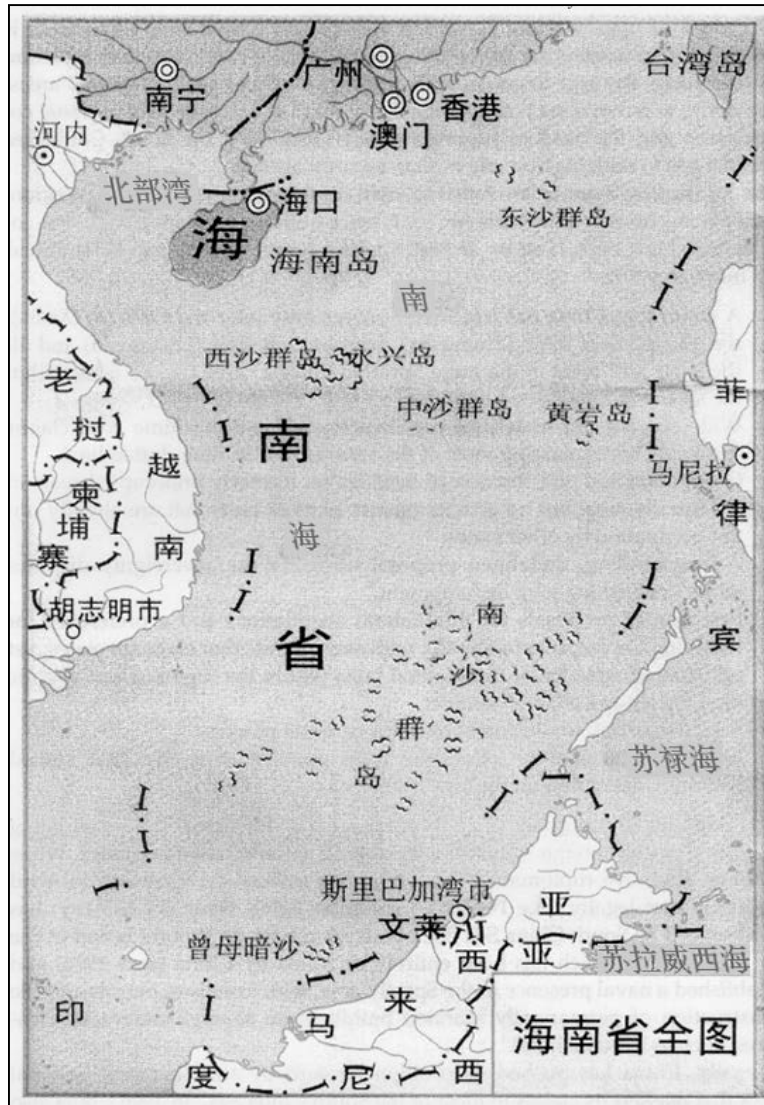 台湾岛
广州
南宁
香港
澳门
河内
北部湾
海口
东沙群岛
海南岛
南海
西沙群岛
永兴岛
中沙群岛
黄岩岛
海南省
老挝
越南
柬埔寨
菲律宾
马尼拉
胡志明市
南沙群岛
苏禄海
斯里巴加湾市
文莱
曾母暗沙
马来西亚
苏拉威西海
印度尼西亚
海南省全图